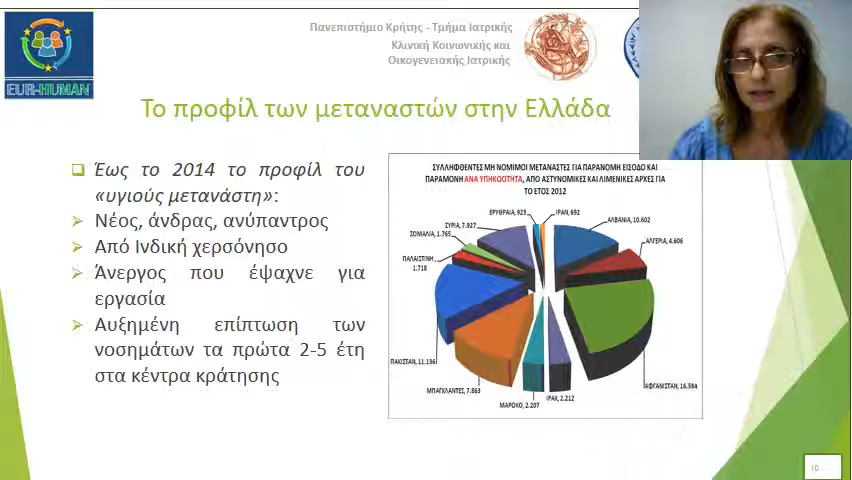 Πανεπιστήμιο Κρήτης - Τμήμα Ιατρικής
Κλινική Κοινωνικής και
Οικογενειακής Ιατρικής
EUR-HUMAN
Το προφίλ των μεταναστών στην Ελλάδα
Έως το 2014 το προφίλ του
«υγιούς μετανάστη»:
Νέος, άνδρας, ανύπαντρος
Από Ινδική χερσόνησο
Άνεργος που έψαχνε για
εργασία
Αυξημένη επίπτωση των
νοσημάτων τα πρώτα 2-5 έτη
στα κέντρα κράτησης
ΣΥΛΛΗΦΘΕΝΤΕΣ ΜΗ ΝΟΜΙΜΟΙ ΜΕΤΑΝΑΣΤΕΣ ΓΙΑ ΠΑΡΑΝΟΜΗ ΕΙΣΟΔΟ ΚΑΙ
ΠΑΡΑΜΟΝΗ ΑΝΑ ΥΠΗΚΟΟΤΗΤΑ, ΑΠΟ ΑΣΤΥΝΟΜΙΚΕΣ ΚΑΙ ΛΙΜΕΝΙΚΕΣ ΑΡΧΕΣ ΓΙΑ
ΤΟ ΕΤΟΣ 2012
ΕΡΥΘΡΑΙΑ, 923
ΙΡΑΝ, 692
ΑΛΒΑΝΙΑ, 10.602
ΣΥΡΙΑ, 7.927
ΣΟΜΑΛΙΑ, 1.765
ΑΛΓΕΡΙΑ, 4.606
ΠΑΛΑΙΣΤΙΝΗ,
1.718
ΠΑΚΙΣΤΑΝ, 11.136
ΑΦΓΑΝΙΣΤΑΝ, 16.584
ΜΠΑΓΚΛΑΝΤΕΣ, 7.863
ΙΡΑΚ, 2.212
ΜΑΡΟΚΟ, 2.207
10